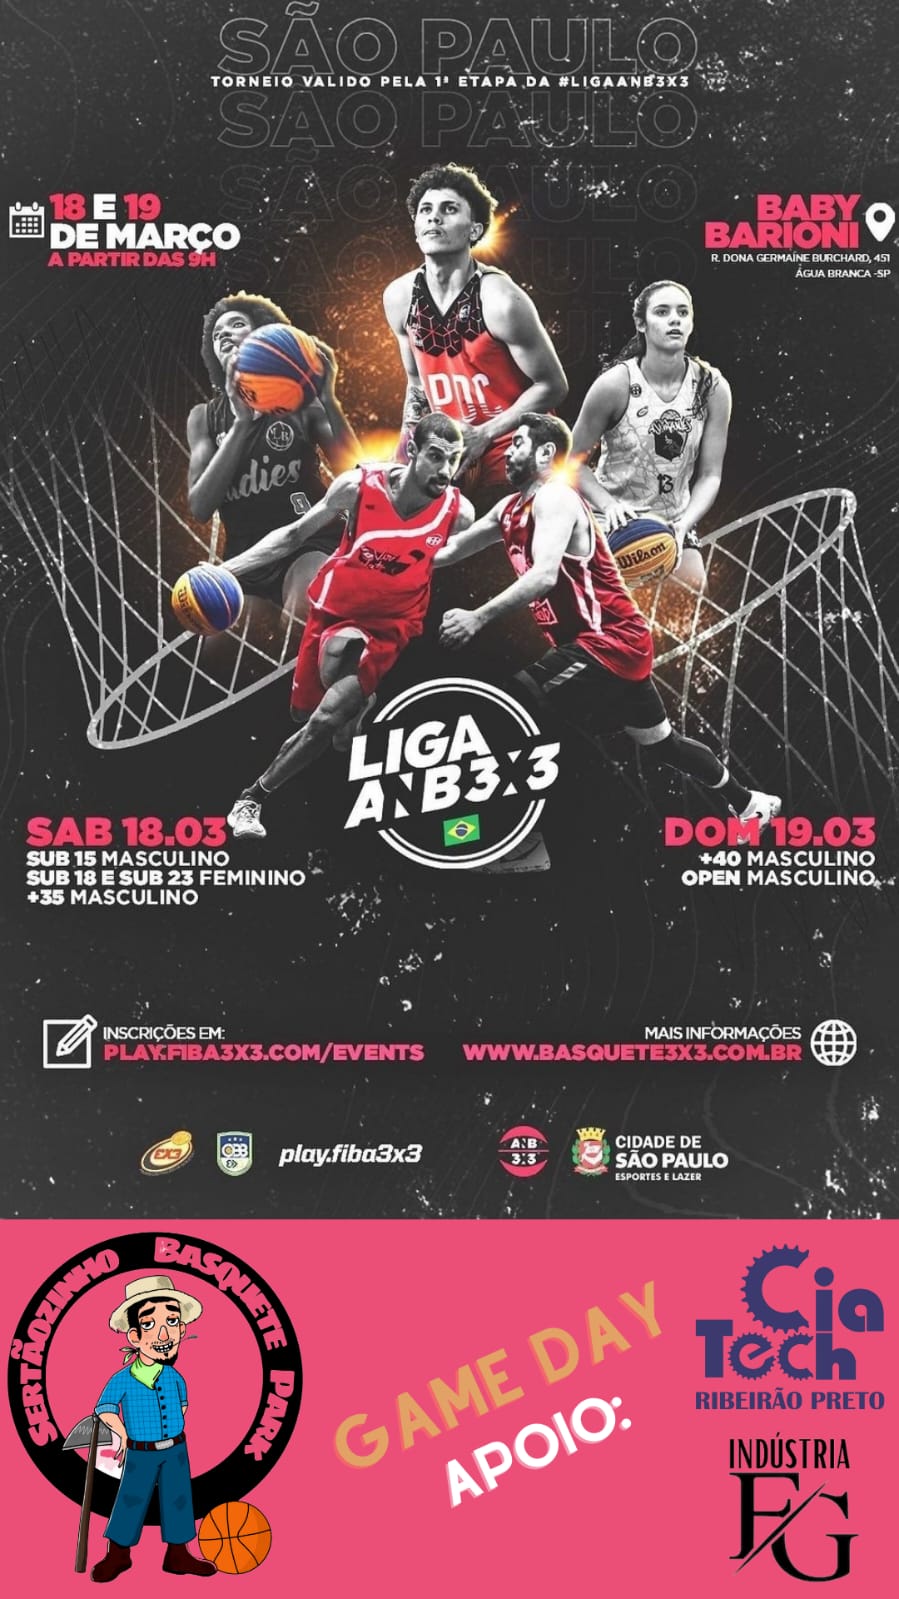 SÃO PAULO
TORNEIO VALIDO PELA 1ª ETAPA DA #LIGAANB3X3
SÃO PAULO
SÃO PAULO
18 E 19
DE MARÇO
A PARTIR DAS 9H
BABY
BARIONI
R. DONA GERMAINE BURCHARD, 451
ÁGUA BRANCA -SP
PDC
adies
13
Wilson
LIGA
ANB3X3
SAB 18.03
SUB 15 MASCULINO
SUB 18 E SUB 23 FEMININO
+35 MASCULINO
DOM 19.03
+40 MASCULINO
OPEN MASCULINO
INSCRIÇÕES EM:
PLAY.FIBA3X3.COM/EVENTS
MAIS INFORMAÇÕES
WWW.BASQUETE3X3.COM.BR
play.fiba3x3
ANB
3X3
CIDADE DE
SÃO PAULO
ESPORTES E LAZER
SERTÃOZINHO BASQUETE PARK
GAME DAY
APOIO:
Cia
Tech
RIBEIRÃO PRETO
INDÚSTRIA
F/G